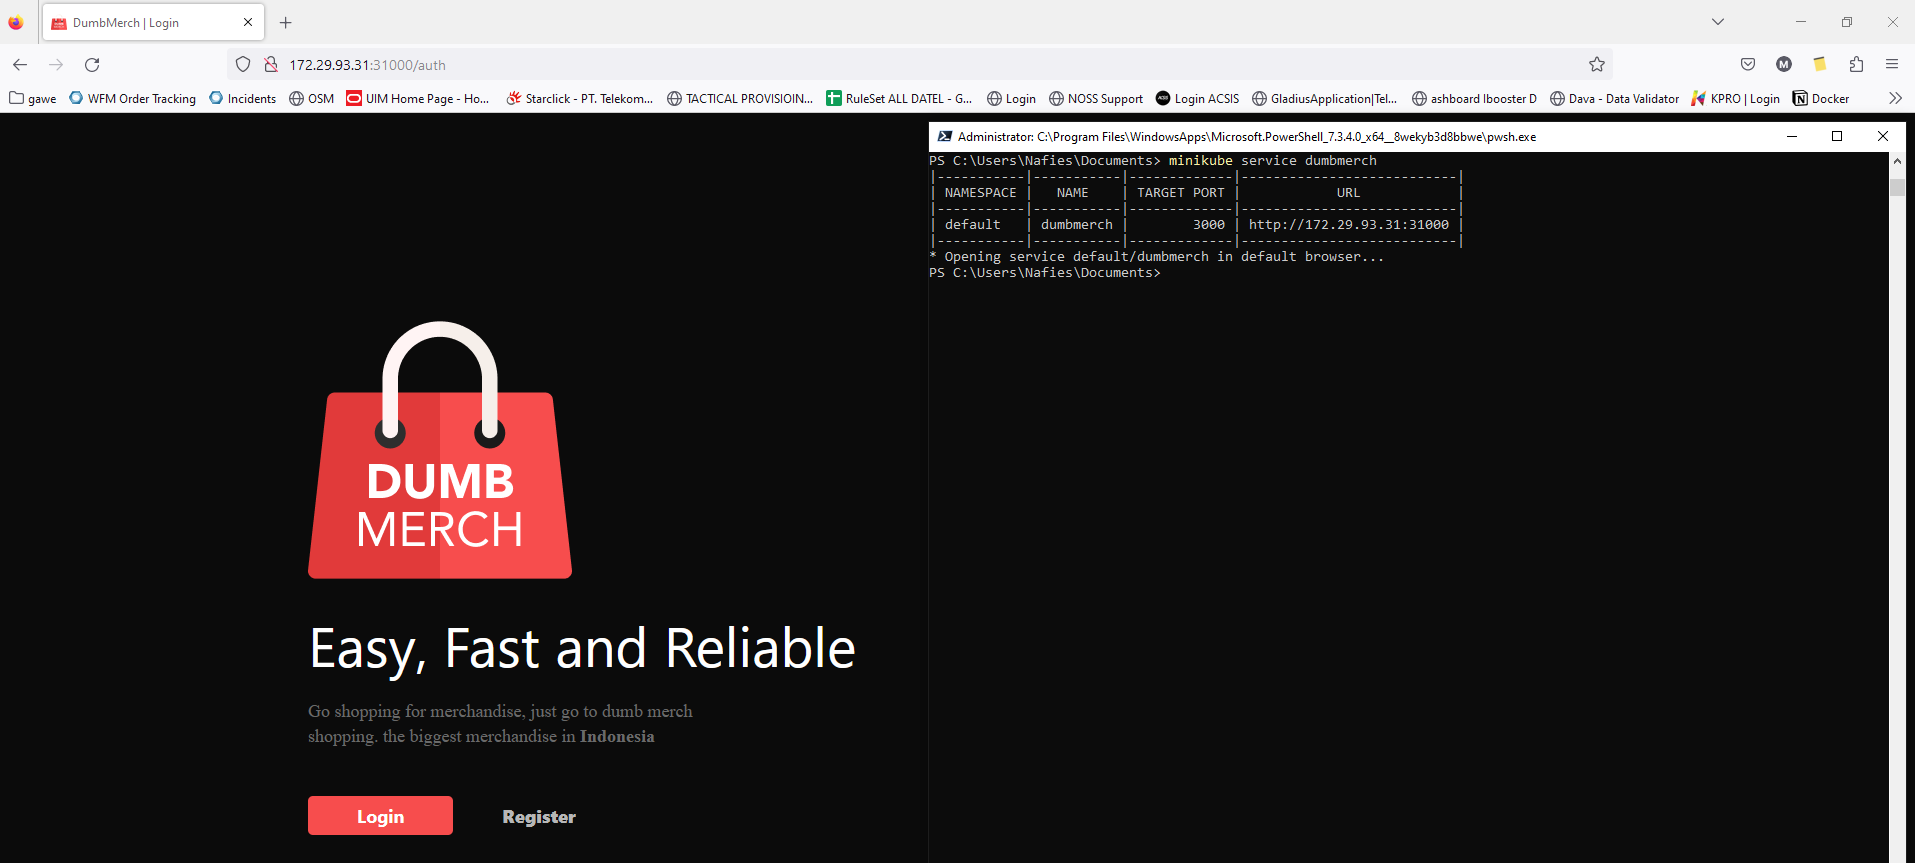 DumbMerch | Login
172.29.93.31:31000/auth
gawe WFM Order Tracking Incidents OSM UIM Home Page - Ho... Starclick - PT. Telekom... TACTICAL PROVISIOIN... RuleSet ALL DATEL - G... Login NOSS Support Login ACSIS GladiusApplication|Tel... ashboard Ibooster D Dava - Data Validator KPRO | Login Docker
DUMB
MERCH
Easy, Fast and Reliable
Go shopping for merchandise, just go to dumb merch
shopping. the biggest merchandise in Indonesia
Login Register
Administrator: C:\Program Files\WindowsApps\Microsoft.PowerShell_7.3.4.0_x64__8wekyb3d8bbwe\pwsh.exe
PS C:\Users\Nafies\Documents> minikube service dumbmerch
|-----------|-----------|-------------|---------------------------|
| NAMESPACE |   NAME    | TARGET PORT |            URL            |
|-----------|-----------|-------------|---------------------------|
| default   | dumbmerch |        3000 | http://172.29.93.31:31000 |
|-----------|-----------|-------------|---------------------------|
* Opening service default/dumbmerch in default browser...
PS C:\Users\Nafies\Documents>